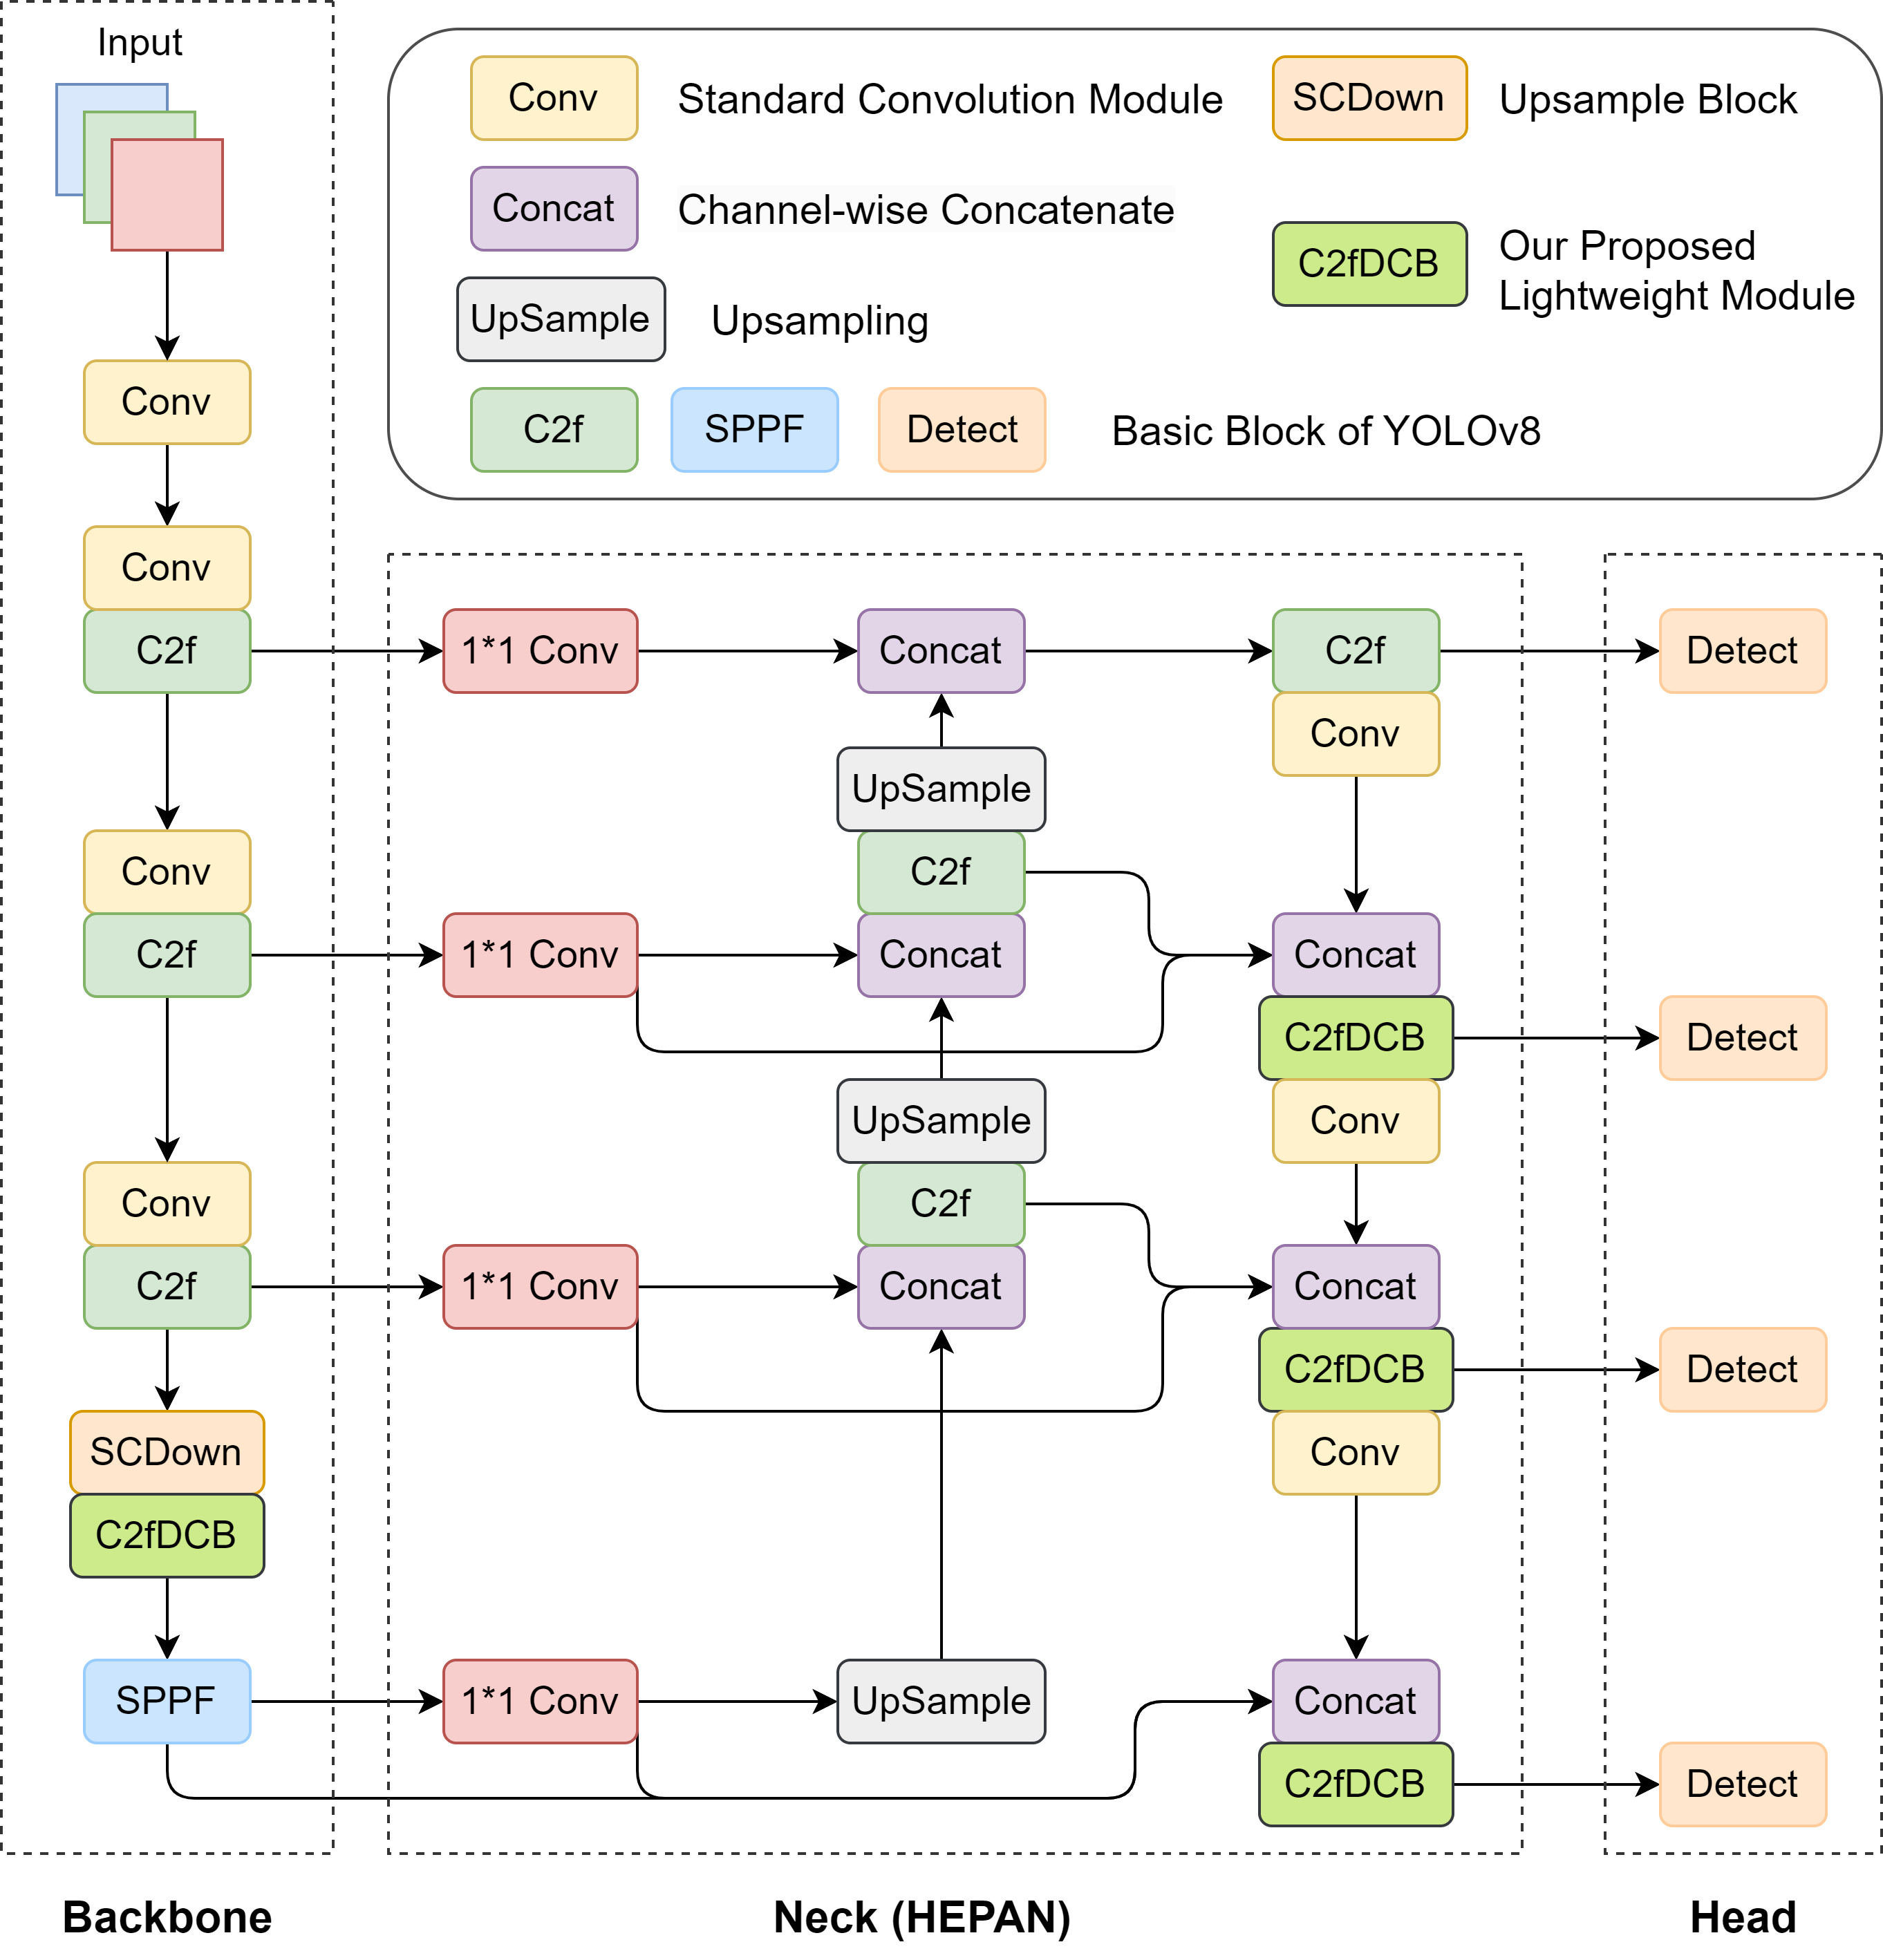 Input
Conv
Standard Convolution Module
SCDown
Upsample Block
Concat
Channel-wise Concatenate
C2fDCB
Our Proposed
Lightweight Module
UpSample
Upsampling
C2f
SPPF
Detect
Basic Block of YOLOv8
Conv
Conv
C2f
Conv
C2f
Conv
C2f
SCDown
C2fDCB
SPPF
1*1 Conv
1*1 Conv
1*1 Conv
1*1 Conv
Concat
UpSample
C2f
Concat
UpSample
C2f
Concat
UpSample
C2f
Conv
Concat
C2fDCB
Conv
Concat
C2fDCB
Conv
Concat
C2fDCB
Detect
Detect
Detect
Detect
Backbone
Neck (HEPAN)
Head